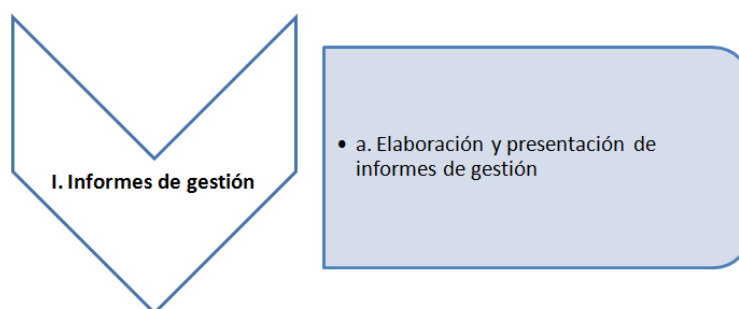 I. Informes de gestión
• a. Elaboración y presentación de
informes de gestión